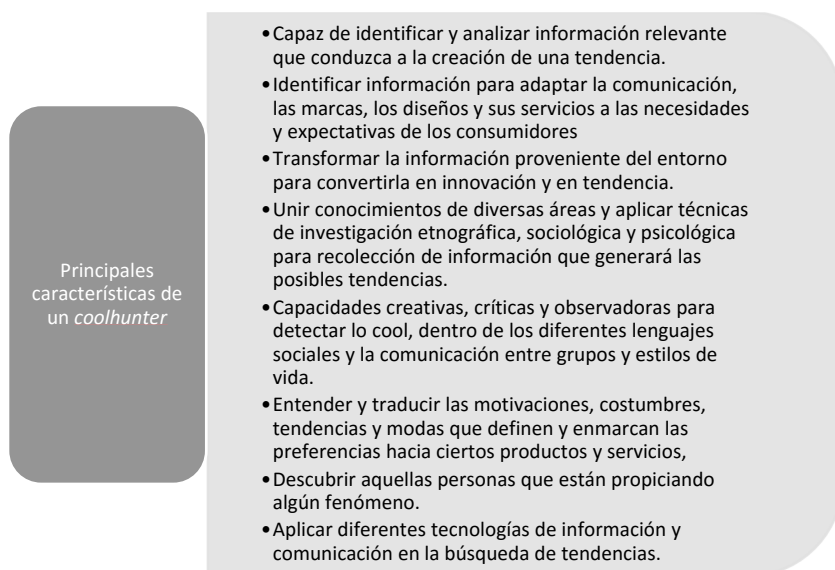 Principales
características de
un coolhunter
•Capaz de identificar y analizar información relevante
que conduzca a la creación de una tendencia.
•Identificar información para adaptar la comunicación,
las marcas, los diseños y sus servicios a las necesidades
y expectativas de los consumidores
•Transformar la información proveniente del entorno
para convertirla en innovación y en tendencia.
•Unir conocimientos de diversas áreas y aplicar técnicas
de investigación etnográfica, sociológica y psicológica
para recolección de información que generará las
posibles tendencias.
•Capacidades creativas, críticas y observadoras para
detectar lo cool, dentro de los diferentes lenguajes
sociales y la comunicación entre grupos y estilos de
vida.
•Entender y traducir las motivaciones, costumbres,
tendencias y modas que definen y enmarcan las
preferencias hacia ciertos productos y servicios,
•Descubrir aquellas personas que están propiciando
algún fenómeno.
•Aplicar diferentes tecnologías de información y
comunicación en la búsqueda de tendencias.